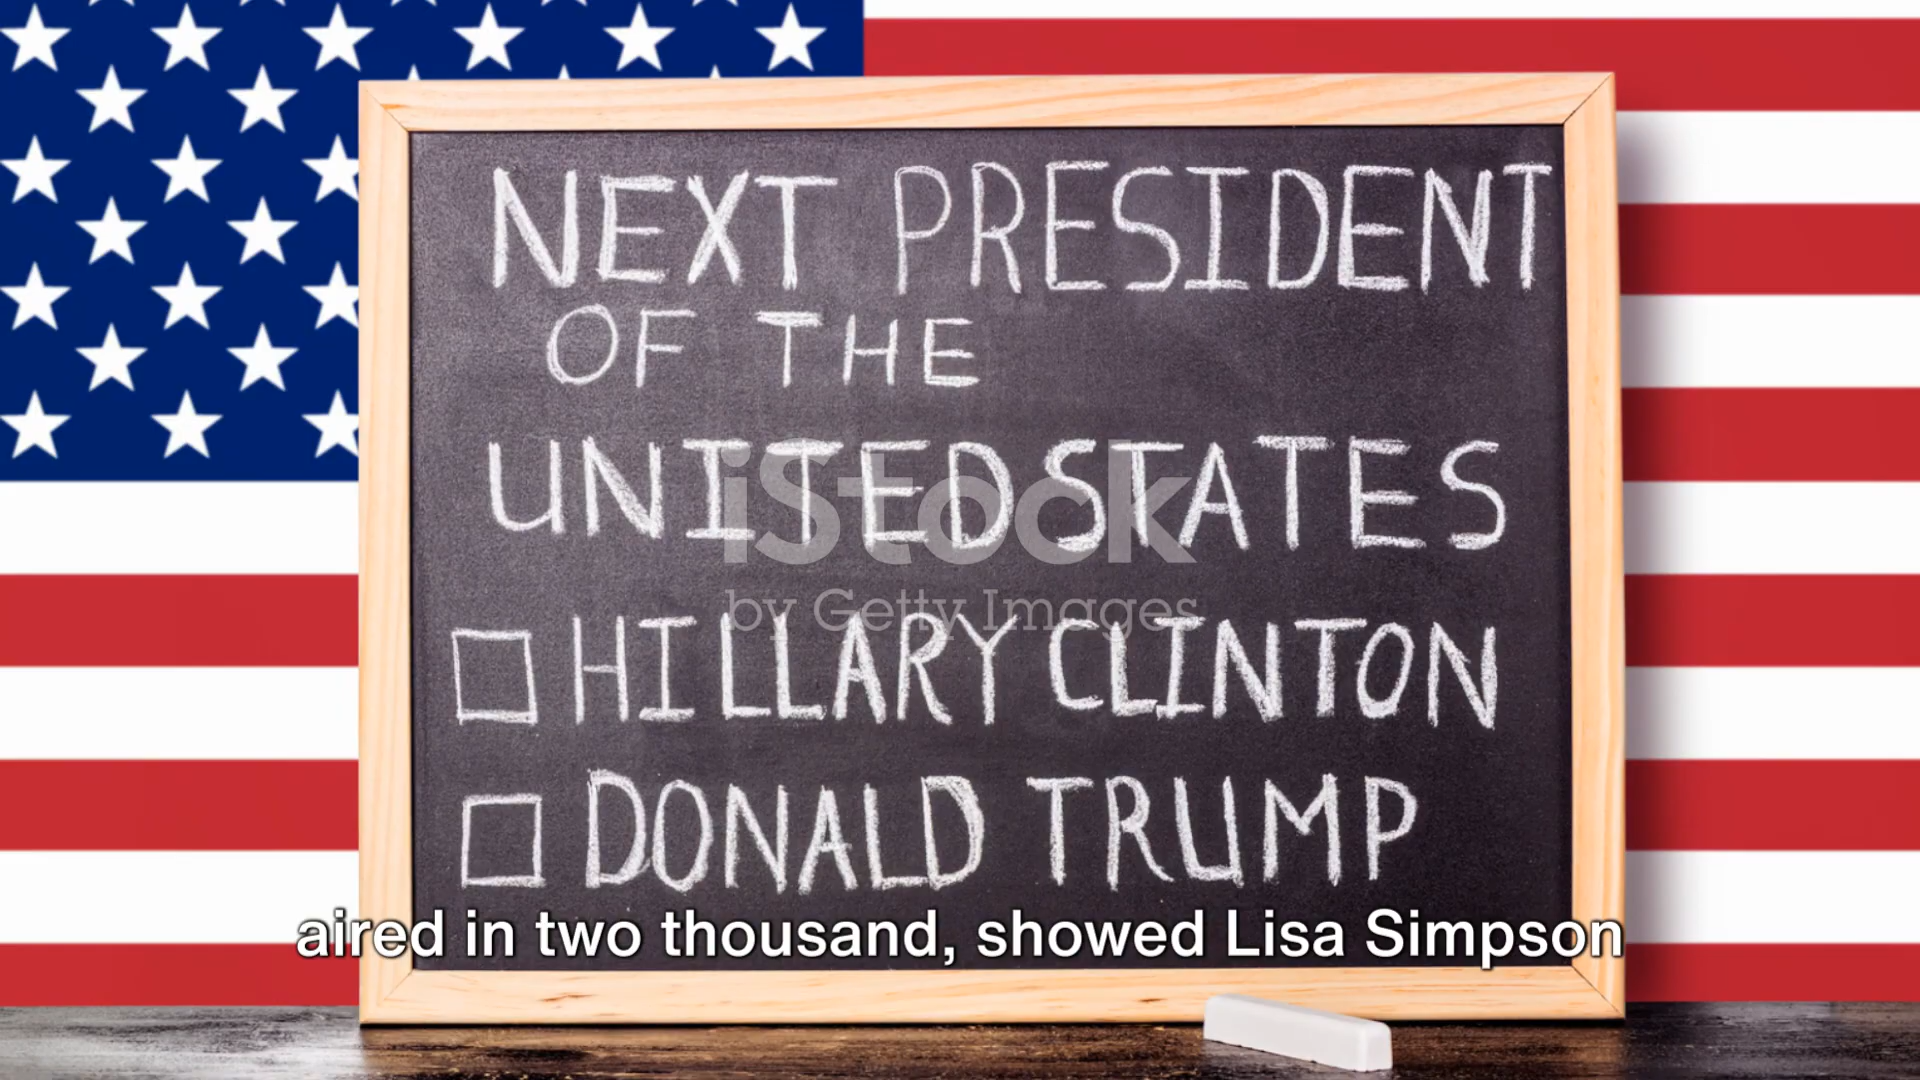 NEXT PRESIDENT
OF THE
UNITED STATES
iStock
by Getty Images
HILLARY CLINTON
DONALD TRUMP
aired in two thousand, showed Lisa Simpson